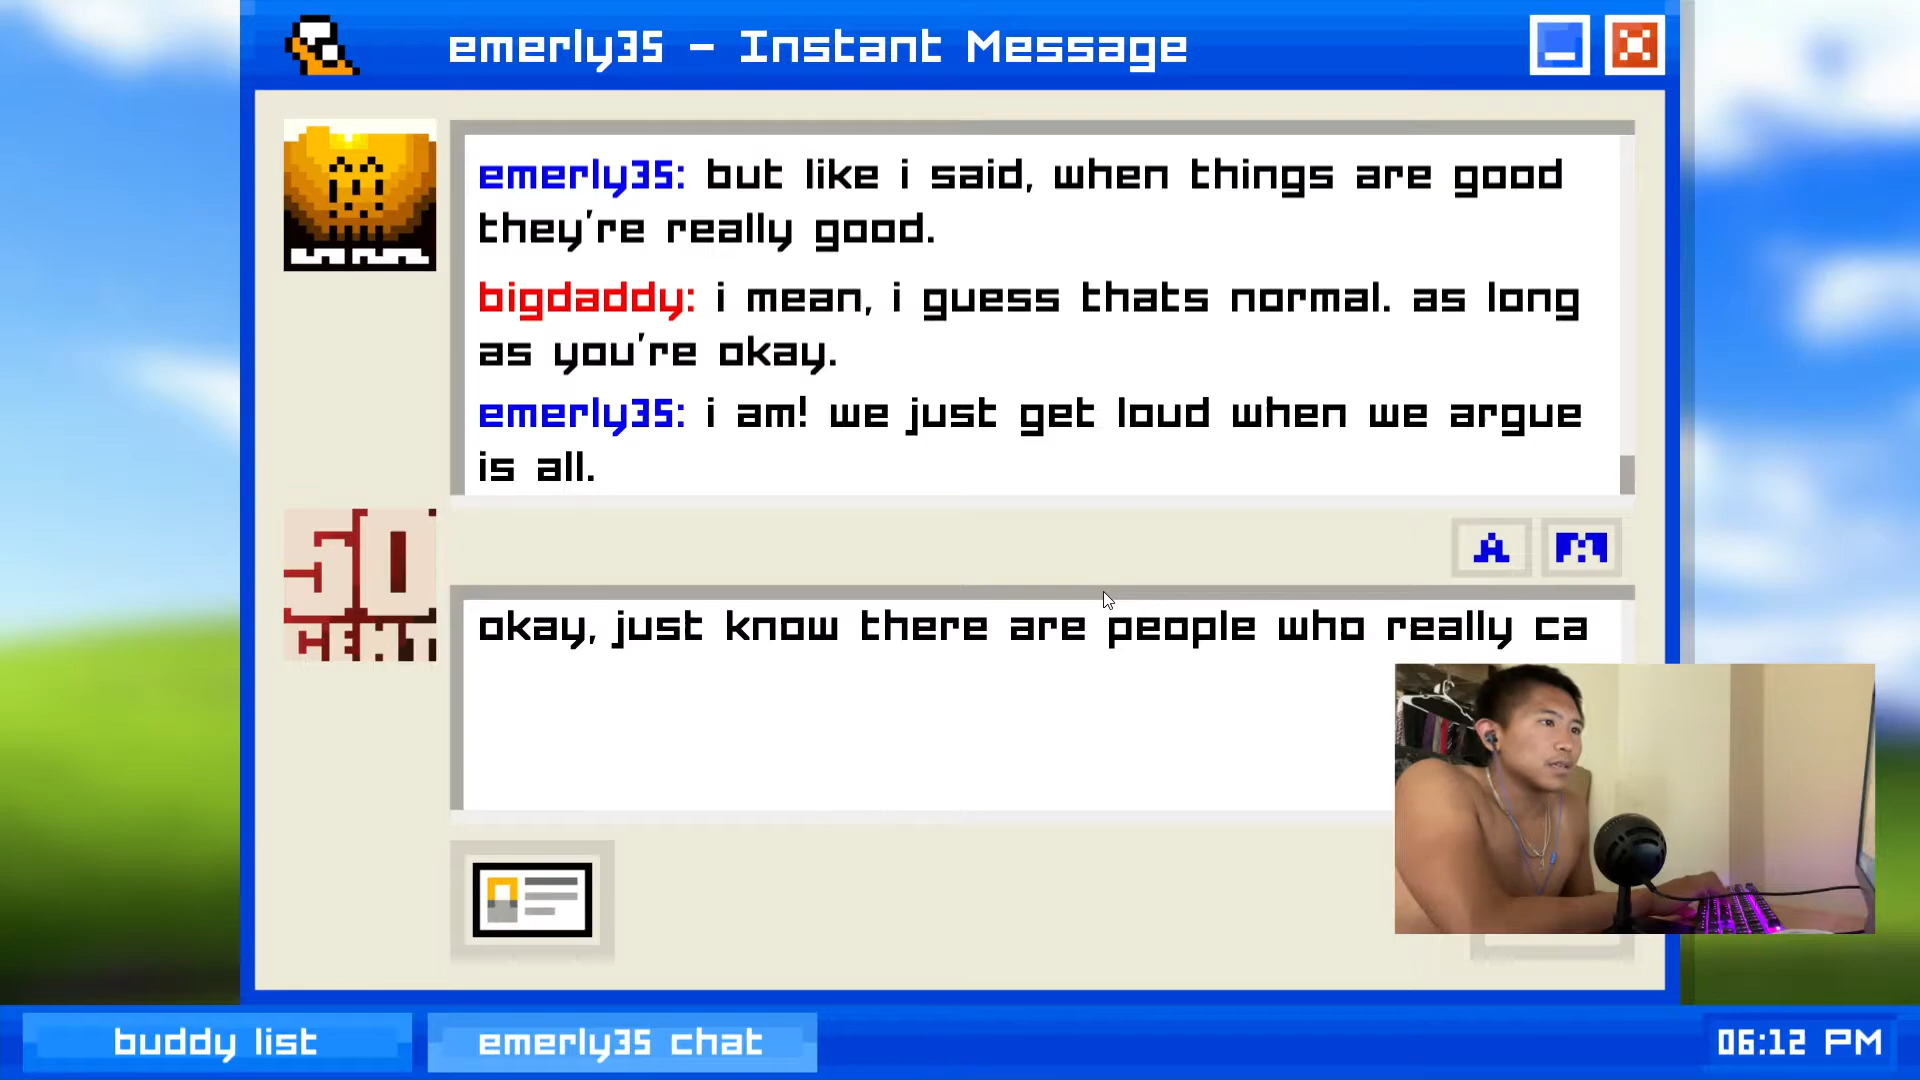 emerly35 - Instant Message
emerly35: but like i said, when things are good
they're really good.
bigdaddy: i mean, i guess thats normal. as long
as you're okay.
emerly35: i am! we just get loud when we argue
is all.
50
CENT
A
okay, just know there are people who really ca
buddy list
emerly35 chat
06:12 PM